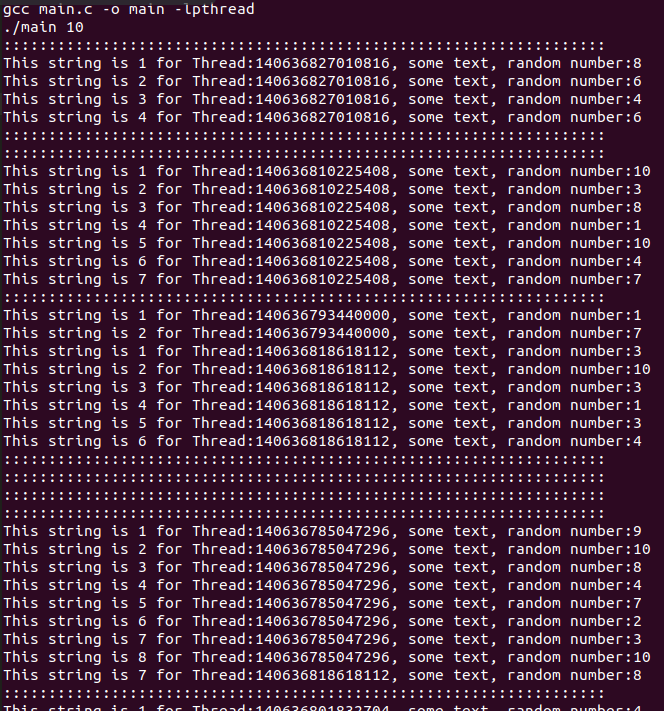 gcc main.c -o main -lpthread
./main 10
:::::::::::::::::::::::::::::::::::::::::::::::::::::::::::::::::::
This string is 1 for Thread:140636827010816, some text, random number:8
This string is 2 for Thread:140636827010816, some text, random number:6
This string is 3 for Thread:140636827010816, some text, random number:4
This string is 4 for Thread:140636827010816, some text, random number:6
:::::::::::::::::::::::::::::::::::::::::::::::::::::::::::::::::::
:::::::::::::::::::::::::::::::::::::::::::::::::::::::::::::::::::
This string is 1 for Thread:140636810225408, some text, random number:10
This string is 2 for Thread:140636810225408, some text, random number:3
This string is 3 for Thread:140636810225408, some text, random number:8
This string is 4 for Thread:140636810225408, some text, random number:1
This string is 5 for Thread:140636810225408, some text, random number:10
This string is 6 for Thread:140636810225408, some text, random number:4
This string is 7 for Thread:140636810225408, some text, random number:7
:::::::::::::::::::::::::::::::::::::::::::::::::::::::::::::::::::
This string is 1 for Thread:140636793440000, some text, random number:1
This string is 2 for Thread:140636793440000, some text, random number:7
This string is 1 for Thread:140636818618112, some text, random number:3
This string is 2 for Thread:140636818618112, some text, random number:10
This string is 3 for Thread:140636818618112, some text, random number:3
This string is 4 for Thread:140636818618112, some text, random number:1
This string is 5 for Thread:140636818618112, some text, random number:3
This string is 6 for Thread:140636818618112, some text, random number:4
:::::::::::::::::::::::::::::::::::::::::::::::::::::::::::::::::::
:::::::::::::::::::::::::::::::::::::::::::::::::::::::::::::::::::
:::::::::::::::::::::::::::::::::::::::::::::::::::::::::::::::::::
:::::::::::::::::::::::::::::::::::::::::::::::::::::::::::::::::::
This string is 1 for Thread:140636785047296, some text, random number:9
This string is 2 for Thread:140636785047296, some text, random number:10
This string is 3 for Thread:140636785047296, some text, random number:8
This string is 4 for Thread:140636785047296, some text, random number:4
This string is 5 for Thread:140636785047296, some text, random number:7
This string is 6 for Thread:140636785047296, some text, random number:2
This string is 7 for Thread:140636785047296, some text, random number:3
This string is 8 for Thread:140636785047296, some text, random number:10
This string is 7 for Thread:140636818618112, some text, random number:8
:::::::::::::::::::::::::::::::::::::::::::::::::::::::::::::::::::
This string is 1 for Thread:140636801832704, some text, random number:4